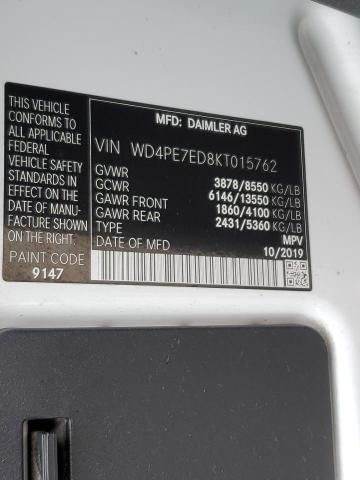 THIS VEHICLE
CONFORMS TO
ALL APPLICABLE
FEDERAL
VEHICLE SAFETY
STANDARDS IN
EFFECT ON THE
DATE OF MANU-
FACTURE SHOWN
ON THE RIGHT.
PAINT CODE
9147
MFD: DAIMLER AG
VIN WD4PE7ED8KT015762
GVWR 3878/8550 KG/LB
GCWR 6146/13550 KG/LB
GAWR FRONT 1860/4100 KG/LB
GAWR REAR 2431/5360 KG/LB
TYPE MPV
DATE OF MFD 10/2019